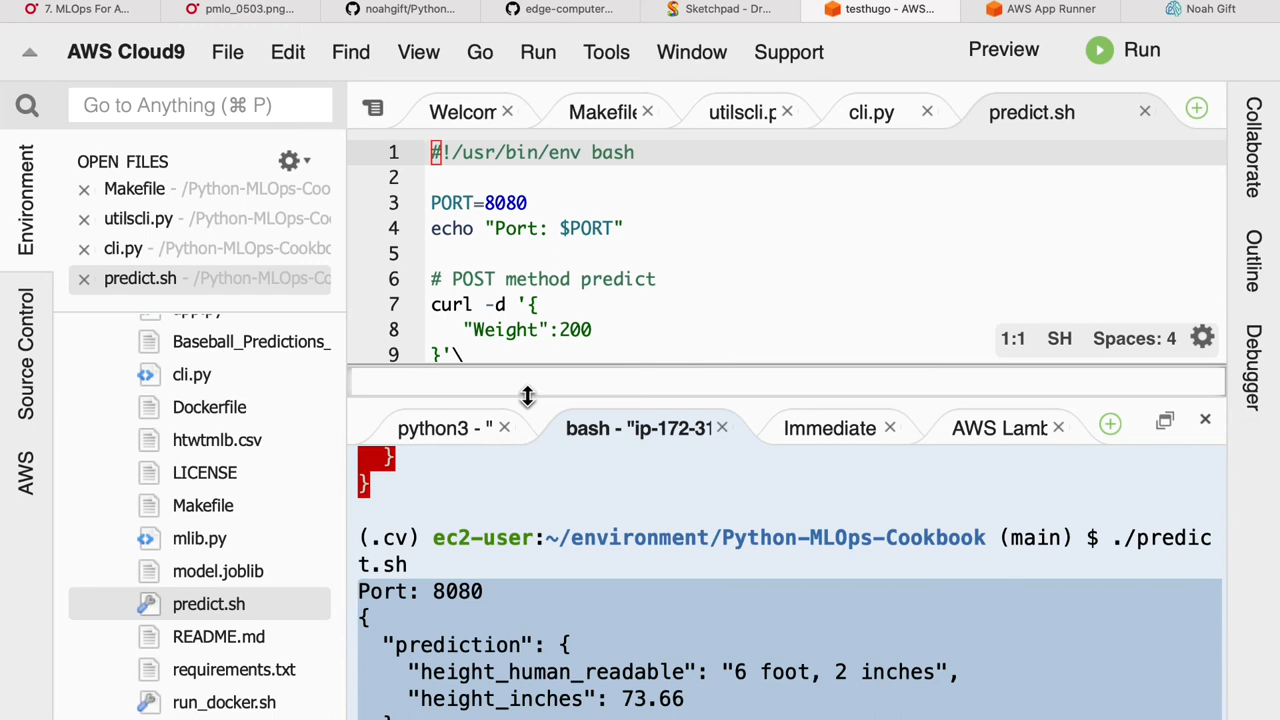 7. MLOps For A...
pmlo_0503.png...
noahgift/Python...
edge-computer...
Sketchpad - Dr...
testhugo - AWS...
AWS App Runner
Noah Gift
AWS Cloud9 File Edit Find View Go Run Tools Window Support Preview Run
Go to Anything (⌘ P)
Welcom Makefile utilscli.p cli.py predict.sh
Environment
Source Control
AWS
OPEN FILES
Makefile - /Python-MLOps-Coo
utilscli.py - /Python-MLOps-Co
cli.py - /Python-MLOps-Cookbo
predict.sh - /Python-MLOps-Co
app.py
Baseball_Predictions_
cli.py
Dockerfile
htwtmlb.csv
LICENSE
Makefile
mlib.py
model.joblib
predict.sh
README.md
requirements.txt
run_docker.sh
1 #!/usr/bin/env bash
2
3 PORT=8080
4 echo "Port: $PORT"
5
6 # POST method predict
7 curl -d '{
8 "Weight":200
9 }'\
1:1 SH Spaces: 4
python3 - " bash - "ip-172-31 Immediate AWS Lamb
}
}
(.cv) ec2-user:~/environment/Python-MLOps-Cookbook (main) $ ./predic
t.sh
Port: 8080
{
"prediction": {
"height_human_readable": "6 foot, 2 inches",
"height_inches": 73.66
}
Collaborate
Outline
Debugger